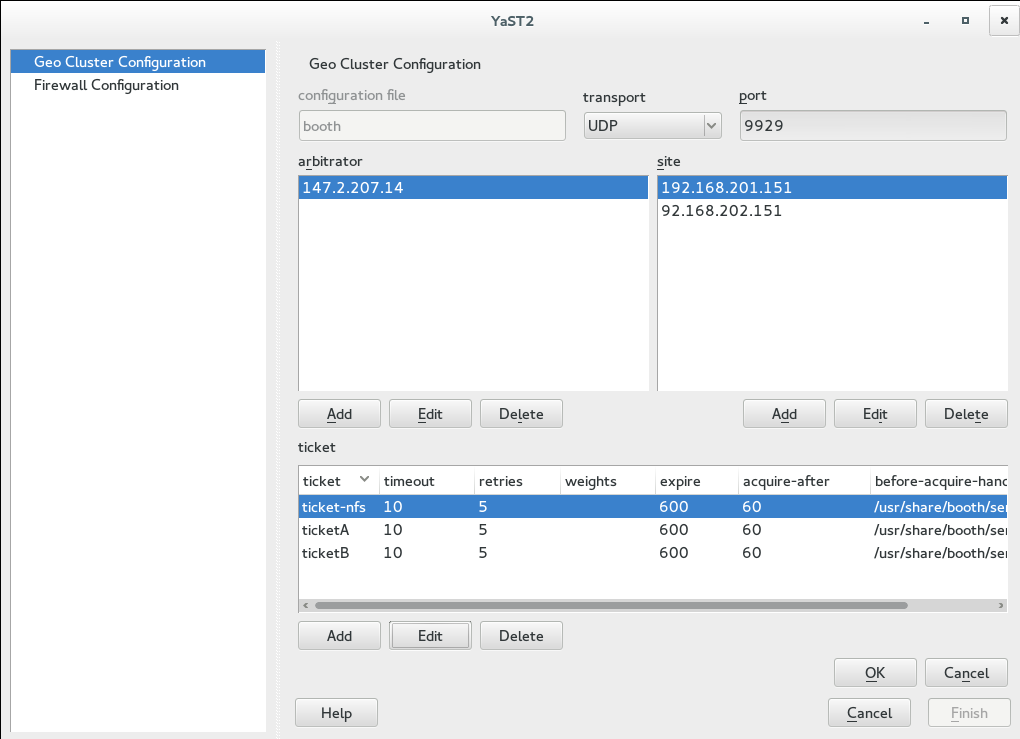 YaST2
Geo Cluster Configuration
Firewall Configuration
Geo Cluster Configuration
configuration file
transport
port
booth
UDP
9929
arbitrator
site
147.2.207.14
192.168.201.151
92.168.202.151
Add Edit Delete
Add Edit Delete
ticket
ticket timeout retries weights expire acquire-after before-acquire-hand
ticket-nfs 10 5 600 60 /usr/share/booth/ser
ticketA 10 5 600 60 /usr/share/booth/ser
ticketB 10 5 600 60 /usr/share/booth/ser
Add Edit Delete
OK Cancel
Help Cancel Finish